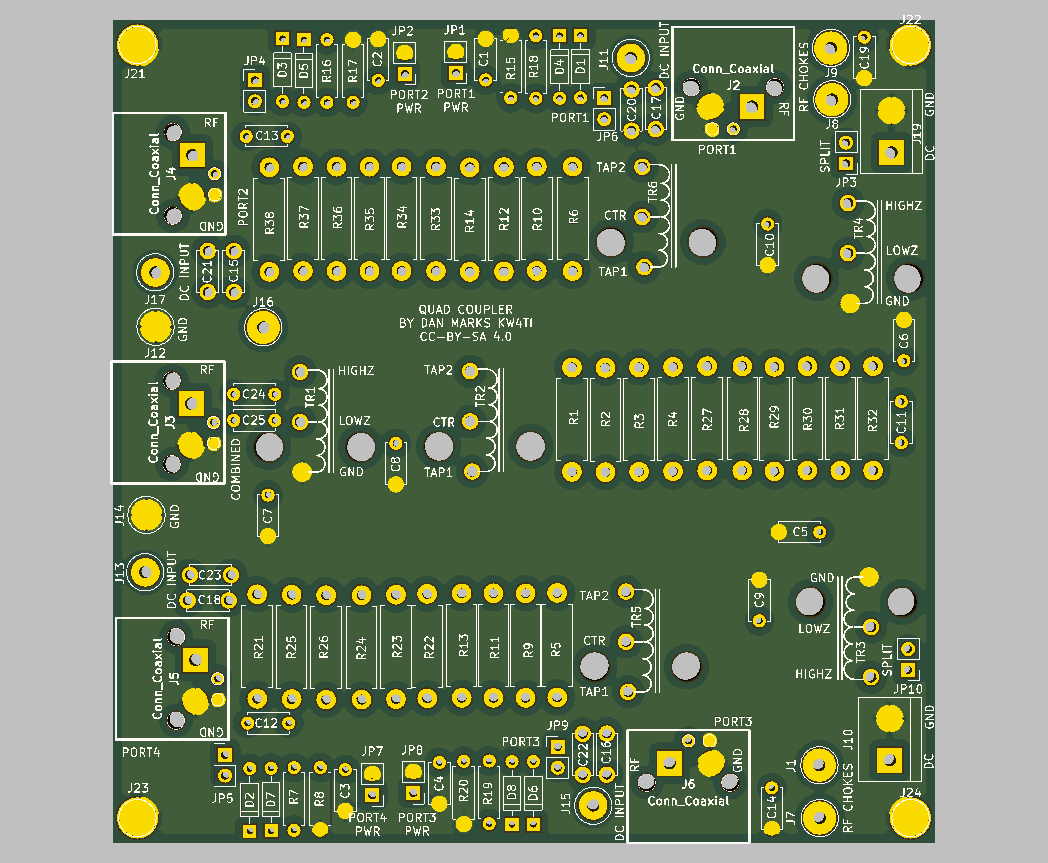 J21
J22
JP4
D3
D5
R16
R17
C2
JP2
PORT2
PWR
JP1
PORT1
PWR
C1
R15
R18
D4
D1
J11
DC INPUT
PORT1
JP6
C20
C17
GND
Conn_Coaxial
J2
RF
PORT1
RF CHOKES
J9
J8
C19
GND
J19
DC
SPLIT
JP3
RF
Conn_Coaxial
J4
GND
C13
PORT2
R38
R37
R36
R35
R34
R33
R14
R12
R10
R6
TAP2
CTR
TAP1
TR6
C10
HIGHZ
TR4
LOWZ
GND
DC INPUT
C21
C15
J17
GND
J12
J16
QUAD COUPLER
BY DAN MARKS KW4TI
CC-BY-SA 4.0
C6
RF
Conn_Coaxial
J3
GND
C24
C25
COMBINED
TR1
HIGHZ
LOWZ
GND
C8
TAP2
TR2
CTR
TAP1
R1
R2
R3
R4
R27
R28
R29
R30
R31
R32
C11
C7
J14
GND
C5
J13
DC INPUT
C23
C18
RF
Conn_Coaxial
J5
GND
PORT4
R21
R25
R26
R24
R23
R22
R13
R11
R9
R5
TAP2
CTR
TAP1
TR5
C9
GND
LOWZ
HIGHZ
TR3
SPLIT
JP10
C12
JP5
J23
D2
D7
R7
R8
C3
JP7
PORT4
PWR
JP8
PORT3
PWR
C4
R20
R19
D8
D6
PORT3
JP9
C22
C16
J15
DC INPUT
PORT3
RF
GND
J6
Conn_Coaxial
C14
J1
J7
RF CHOKES
J10
GND
DC
J24